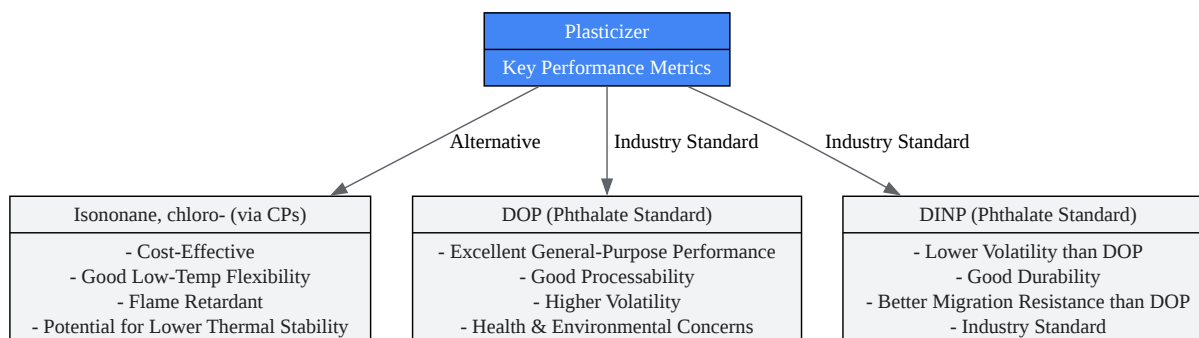 Plasticizer
Key Performance Metrics
Alternative
Industry Standard
Industry Standard
Isononane, chloro- (via CPs)
- Cost-Effective
- Good Low-Temp Flexibility
- Flame Retardant
- Potential for Lower Thermal Stability
DOP (Phthalate Standard)
- Excellent General-Purpose Performance
- Good Processability
- Higher Volatility
- Health & Environmental Concerns
DINP (Phthalate Standard)
- Lower Volatility than DOP
- Good Durability
- Better Migration Resistance than DOP
- Industry Standard